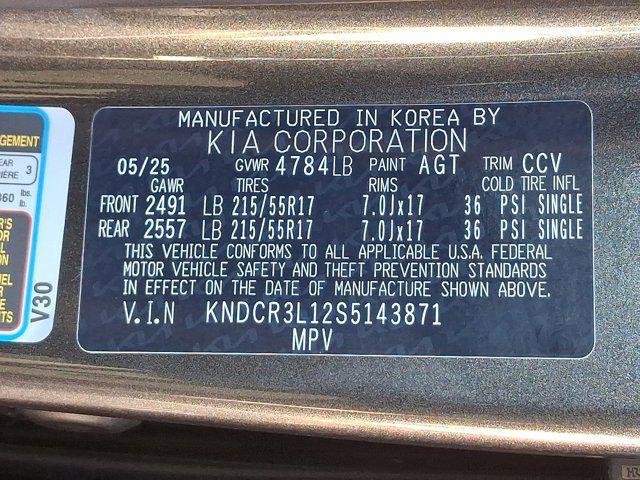 MANUFACTURED IN KOREA BY
KIA CORPORATION
05/25 GVWR 4784LB PAINT AGT TRIM CCV
GAWR TIRES RIMS COLD TIRE INFL
FRONT 2491 LB 215/55R17 7.0Jx17 36 PSI SINGLE
REAR 2557 LB 215/55R17 7.0Jx17 36 PSI SINGLE
THIS VEHICLE CONFORMS TO ALL APPLICABLE U.S.A. FEDERAL
MOTOR VEHICLE SAFETY AND THEFT PREVENTION STANDARDS
IN EFFECT ON THE DATE OF MANUFACTURE SHOWN ABOVE.
V.I.N KNDCR3L12S5143871
MPV
3
lbs.
V30